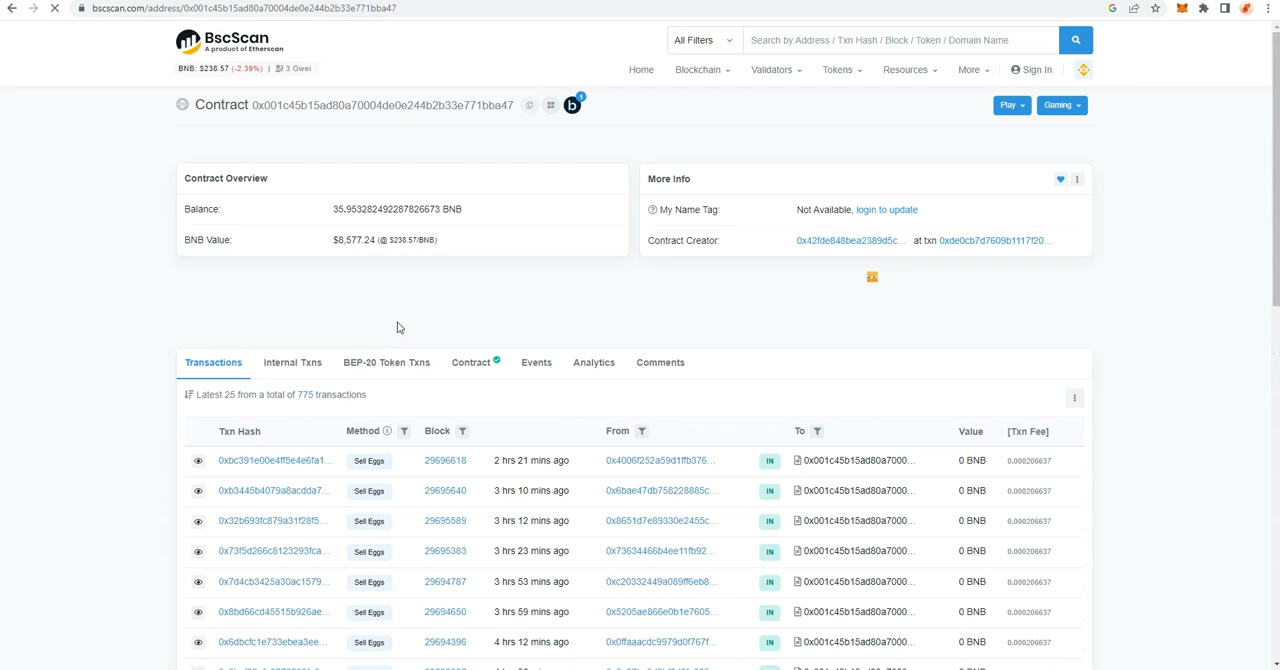 bscscan.com/address/0x001c45b15ad80a70004de0e244b2b33e771bba47
BscScan
A product of Etherscan
All Filters
Search by Address / Txn Hash / Block / Token / Domain Name
BNB: $238.57 (-2.39%) | 3 Gwei
Home Blockchain Validators Tokens Resources More Sign In
Contract 0x001c45b15ad80a70004de0e244b2b33e771bba47 b 1
Play Gaming
Contract Overview
Balance: 35.953282492287826673 BNB
BNB Value: $8,577.24 (@ $238.57/BNB)
More Info
My Name Tag: Not Available, login to update
Contract Creator: 0x42fde848bea2389d5c... at txn 0xde0cb7d7609b1117f20...
Transactions Internal Txns BEP-20 Token Txns Contract Events Analytics Comments
Latest 25 from a total of 775 transactions
Txn Hash Method Block From To Value [Txn Fee]
0xbc391e00e4ff5e4e6fa1... Sell Eggs 29696618 2 hrs 21 mins ago 0x4006f252a59d1ffb376... IN 0x001c45b15ad80a7000... 0 BNB 0.000206637
0xb3445b4079a8acdda7... Sell Eggs 29695640 3 hrs 10 mins ago 0x6bae47db758228885c... IN 0x001c45b15ad80a7000... 0 BNB 0.000206637
0x32b693fc879a31f28f5... Sell Eggs 29695589 3 hrs 12 mins ago 0x8651d7e89330e2455c... IN 0x001c45b15ad80a7000... 0 BNB 0.000206637
0x73f5d266c8123293fca... Sell Eggs 29695383 3 hrs 23 mins ago 0x73634466b4ee11fb92... IN 0x001c45b15ad80a7000... 0 BNB 0.000206637
0x7d4cb3425a30ac1579... Sell Eggs 29694787 3 hrs 53 mins ago 0xc20332449a089ff6eb8... IN 0x001c45b15ad80a7000... 0 BNB 0.000206637
0x8bd66cd45515b926ae... Sell Eggs 29694650 3 hrs 59 mins ago 0x5205ae866e0b1e7605... IN 0x001c45b15ad80a7000... 0 BNB 0.000206637
0x6dbcfc1e733ebea3ee... Sell Eggs 29694396 4 hrs 12 mins ago 0x0ffaaacdc9979d0f767f... IN 0x001c45b15ad80a7000... 0 BNB 0.000206637